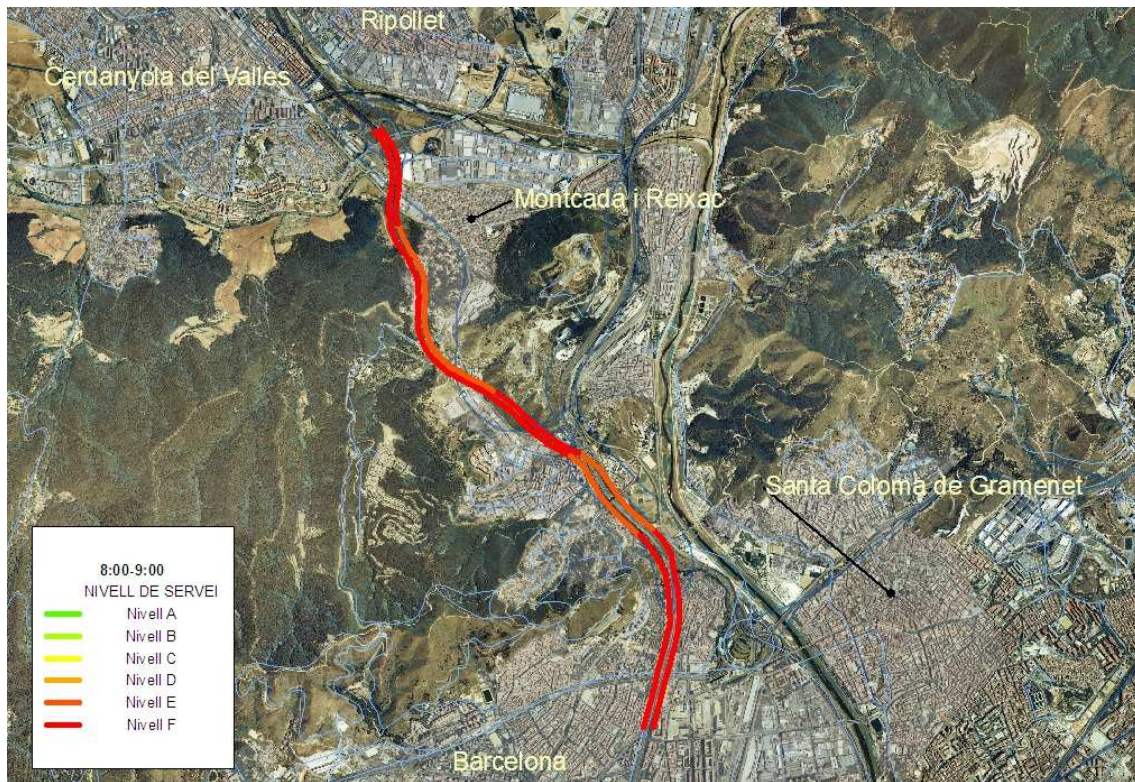 Ripollet
Cerdanyola del Valles
Montcada i Reixac
Santa Coloma de Gramenet
8:00-9:00
NIVELL DE SERVEI
Nivell A
Nivell B
Nivell C
Nivell D
Nivell E
Nivell F
Barcelona